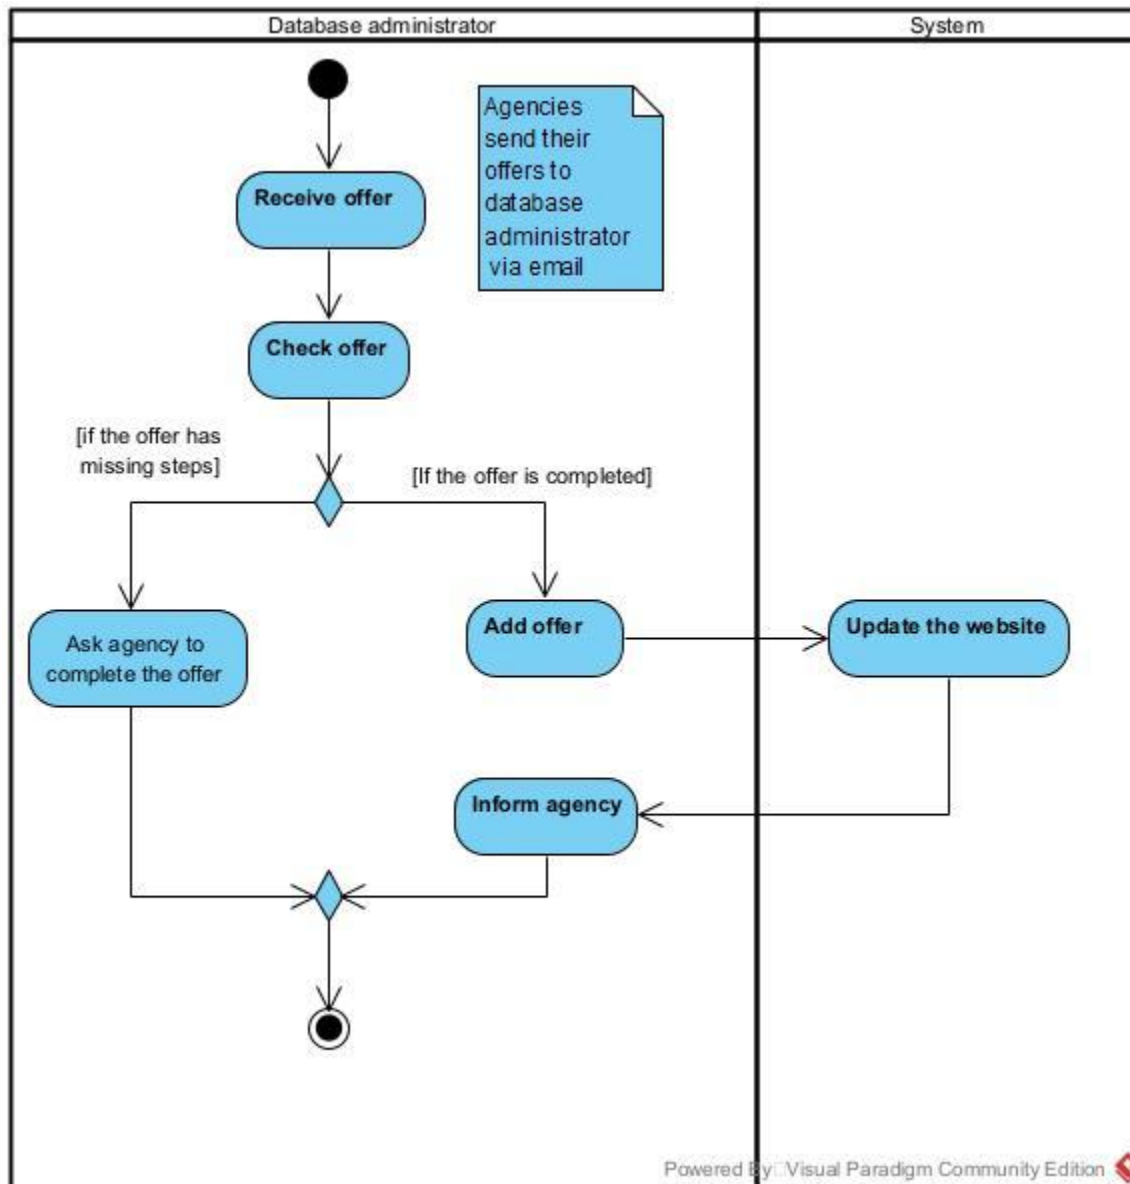 Database administrator
System
Agencies
send their
offers to
database
administrator
via email
Receive offer
Check offer
[if the offer has
missing steps]
[If the offer is completed]
Ask agency to
complete the offer
Add offer
Update the website
Inform agency
Powered By Visual Paradigm Community Edition